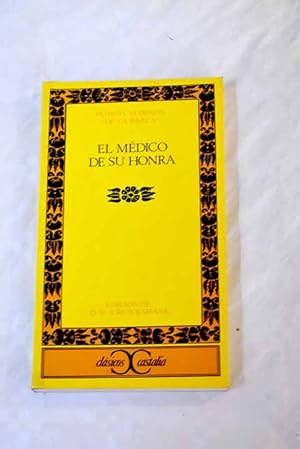 PEDRO CALDERÓN
DE LA BARCA
EL MÉDICO
DE SU HONRA
EDICIÓN DE
D. W. CRUICKSHANK
clásicos castalia